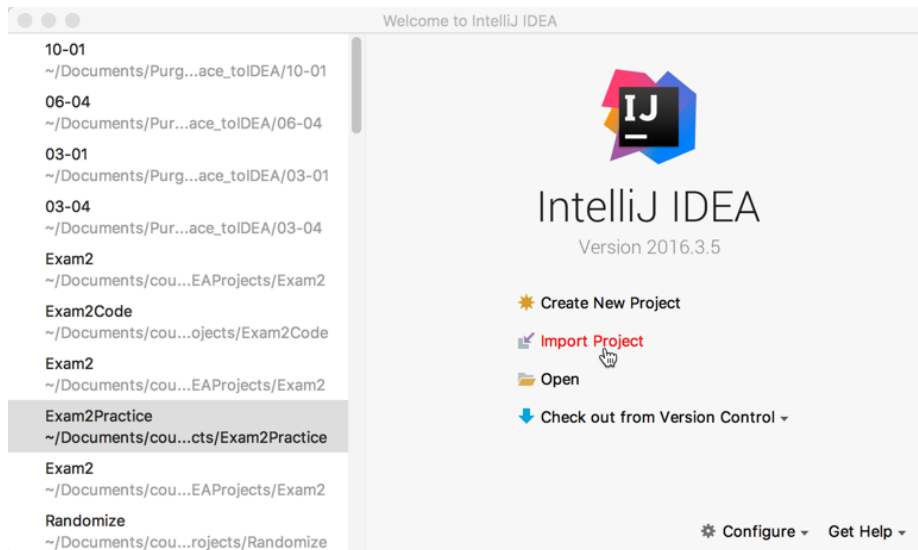 Welcome to IntelliJ IDEA
10-01
~/Documents/Purg...ace_toIDEA/10-01
06-04
~/Documents/Pur...ace_toIDEA/06-04
03-01
~/Documents/Purg...ace_toIDEA/03-01
03-04
~/Documents/Pur...ace_toIDEA/03-04
Exam2
~/Documents/cou...EAProjects/Exam2
Exam2Code
~/Documents/cou...ojects/Exam2Code
Exam2
~/Documents/cou...EAProjects/Exam2
Exam2Practice
~/Documents/cou...cts/Exam2Practice
Exam2
~/Documents/cou...EAProjects/Exam2
Randomize
~/Documents/cou...rojects/Randomize
IJ
IntelliJ IDEA
Version 2016.3.5
Create New Project
Import Project
Open
Check out from Version Control
Configure
Get Help